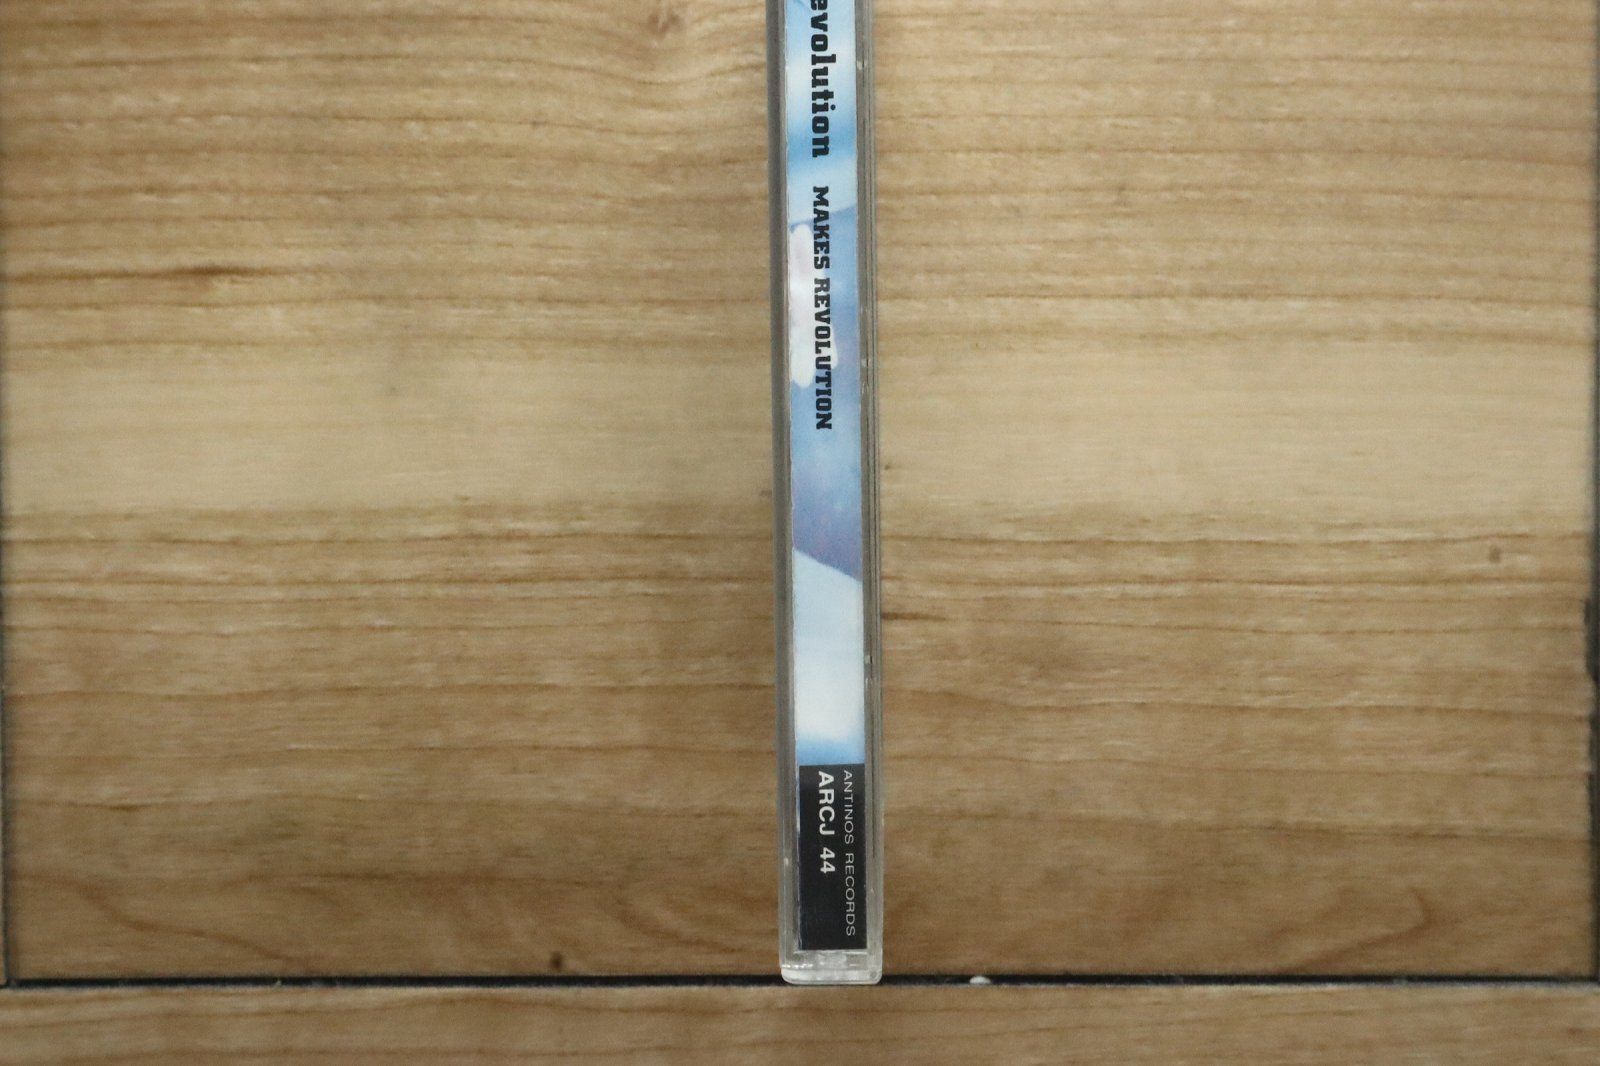 evolution MAKES REVOLUTION
ANTINOS RECORDS
ARCJ 44